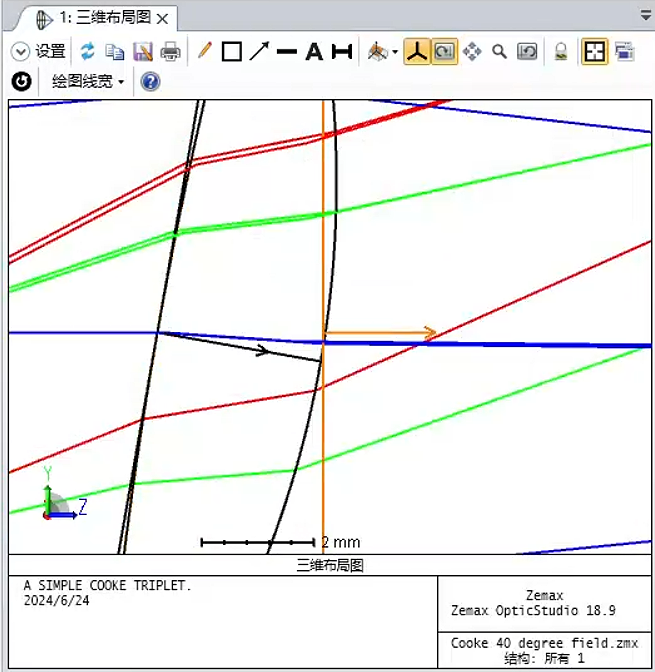 1: 三维布局图
设置
A H
绘图线宽
Y
Z
2 mm
三维布局图
A SIMPLE COOKE TRIPLET.
2024/6/24
Zemax
Zemax OpticStudio 18.9
Cooke 40 degree field.zmx
结构: 所有 1